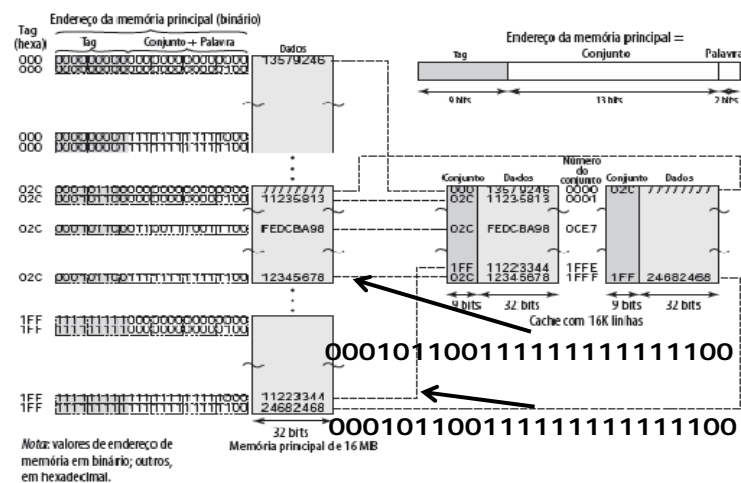 Tag
(hexa)
Endereço da memória principal (binário)
Tag
Conjunto + Palavra
Dados
000
000
13579246
000
000
02C
77777777
02C
11235813
02C
FEDCBA98
02C
12345678
1FF
1FF
1FF
11223344
1FF
24682468
32 bits
Memória principal de 16 MB
Nota: valores de endereço de
memória em binário; outros,
em hexadecimal.
Endereço da memória principal =
Tag
Conjunto
Palavra
9 bits
13 bits
2 bits
Conjunto
Dados
Número
do
conjunto
Conjunto
Dados
000
13579246
0000
02C
77777777
02C
11235813
0001
02C
FEDCBA98
0CE7
1FF
11223344
1FFE
02C
12345678
1FFF
1FF
24682468
9 bits
32 bits
9 bits
32 bits
Cache com 16K linhas
000101100111111111111100
000101100111111111111100